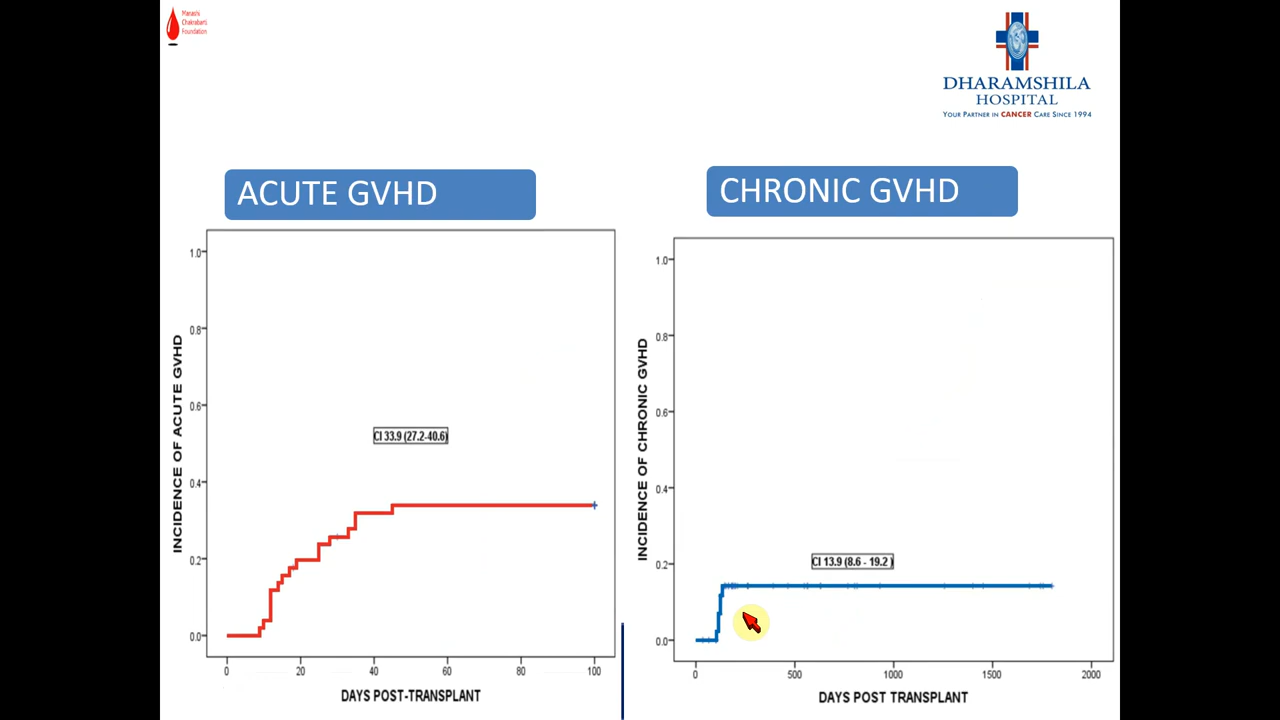 Manashi
Chakrabarti
Foundation
DHARAMSHILA
HOSPITAL
YOUR PARTNER IN CANCER CARE SINCE 1994
ACUTE GVHD
CHRONIC GVHD
INCIDENCE OF ACUTE GVHD
1.0
0.8
0.6
0.4
0.2
0.0
CI 33.9 (27.2-40.6)
0 20 40 60 80 100
DAYS POST-TRANSPLANT
INCIDENCE OF CHRONIC GVHD
1.0
0.8
0.6
0.4
0.2
0.0
CI 13.9 (8.6 - 19.2 )
0 500 1000 1500 2000
DAYS POST TRANSPLANT